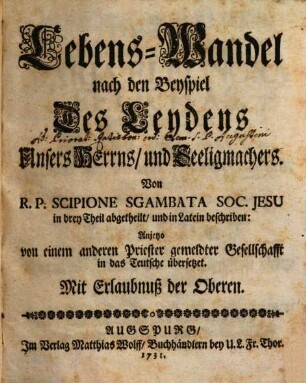 Lebens-Wandel
nach den Beyspiel
Des Leydens
Unsers HErrns/ und Seeligmachers.
Von
R. P. SCIPIONE SGAMBATA SOC. JESU
in drey Theil abgetheilt/ und in Latein beschriben:
Anjetzo
von einem anderen Priester gemeldter Gesellschafft
in das Teutsche übersetzet.
Mit Erlaubnuß der Oberen.
AUGSPURG/
Im Verlag Matthias Wolff/ Buchhändlern bey U. L. Fr. Thor.
1731.